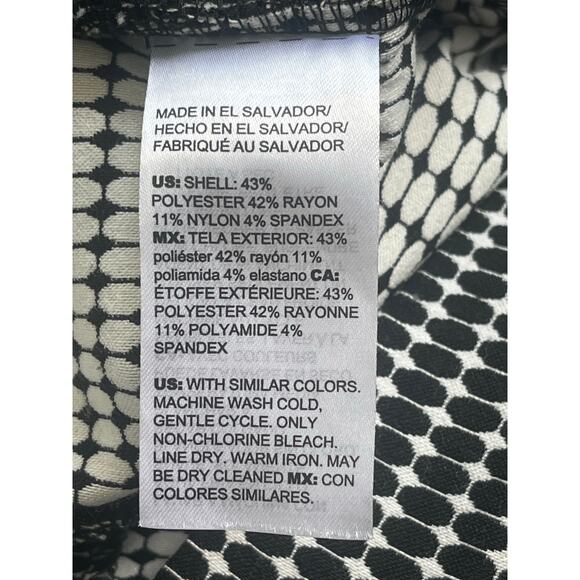 MADE IN EL SALVADOR/
HECHO EN EL SALVADOR/
FABRIQUÉ AU SALVADOR
US: SHELL: 43%
POLYESTER 42% RAYON
11% NYLON 4% SPANDEX
MX: TELA EXTERIOR: 43%
poliéster 42% rayón 11%
poliamida 4% elastano CA:
ÉTOFFE EXTÉRIEURE: 43%
POLYESTER 42% RAYONNE
11% POLYAMIDE 4%
SPANDEX
US: WITH SIMILAR COLORS.
MACHINE WASH COLD,
GENTLE CYCLE. ONLY
NON-CHLORINE BLEACH.
LINE DRY. WARM IRON. MAY
BE DRY CLEANED MX: CON
COLORES SIMILARES.